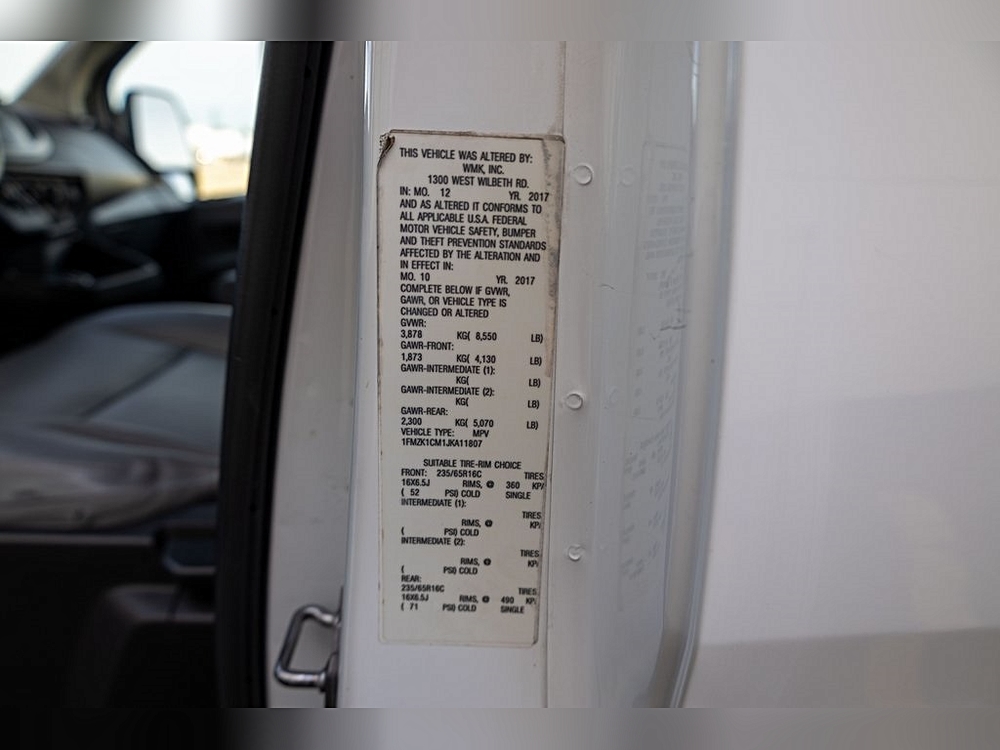 THIS VEHICLE WAS ALTERED BY:
WMK, INC.
1300 WEST WILBETH RD.
IN: MO. 12 YR. 2017
AND AS ALTERED IT CONFORMS TO
ALL APPLICABLE U.S.A. FEDERAL
MOTOR VEHICLE SAFETY, BUMPER
AND THEFT PREVENTION STANDARDS
AFFECTED BY THE ALTERATION AND
IN EFFECT IN:
MO. 10 YR. 2017
COMPLETE BELOW IF GVWR,
GAWR, OR VEHICLE TYPE IS
CHANGED OR ALTERED
GVWR:
3,878 KG( 8,550 LB)
GAWR-FRONT:
1,873 KG( 4,130 LB)
GAWR-INTERMEDIATE (1):
KG( LB)
GAWR-INTERMEDIATE (2):
KG( LB)
GAWR-REAR:
2,300 KG( 5,070 LB)
VEHICLE TYPE: MPV
1FMZK1CM1JKA11807
SUITABLE TIRE-RIM CHOICE
FRONT: 235/65R16C TIRES
16X6.5J RIMS, @ 360 KP/
( 52 PSI) COLD SINGLE
INTERMEDIATE (1):
TIRES
RIMS, @ KP/
( PSI) COLD
INTERMEDIATE (2):
TIRES
RIMS, @ KP/
( PSI) COLD
REAR:
235/65R16C TIRES
16X6.5J RIMS, @ 490 KP/
( 71 PSI) COLD SINGLE